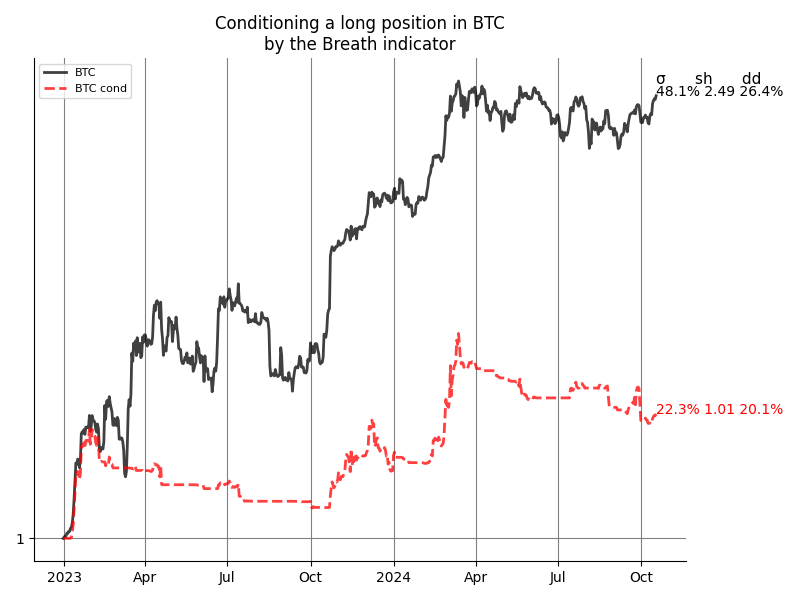 Conditioning a long position in BTC
by the Breath indicator
BTC
BTC cond
σ sh dd
48.1% 2.49 26.4%
22.3% 1.01 20.1%
1
2023 Apr Jul Oct 2024 Apr Jul Oct